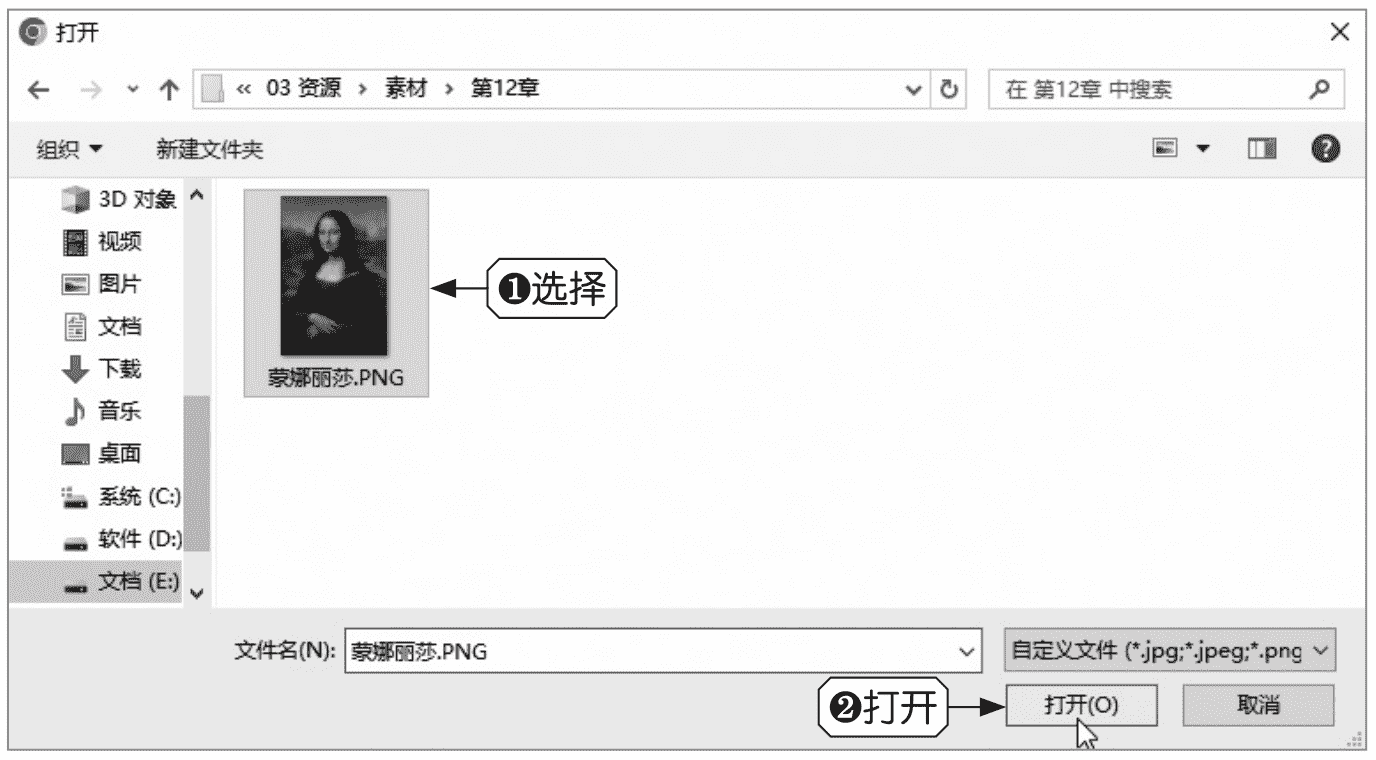 打开
« 03 资源 › 素材 › 第12章
在 第12章 中搜索
组织 新建文件夹
3D 对象
视频
图片
文档
下载
音乐
桌面
系统 (C:)
软件 (D:)
文档 (E:)
蒙娜丽莎.PNG
❶选择
文件名(N): 蒙娜丽莎.PNG
自定义文件 (*.jpg;*.jpeg;*.png
❷打开
打开(O)
取消